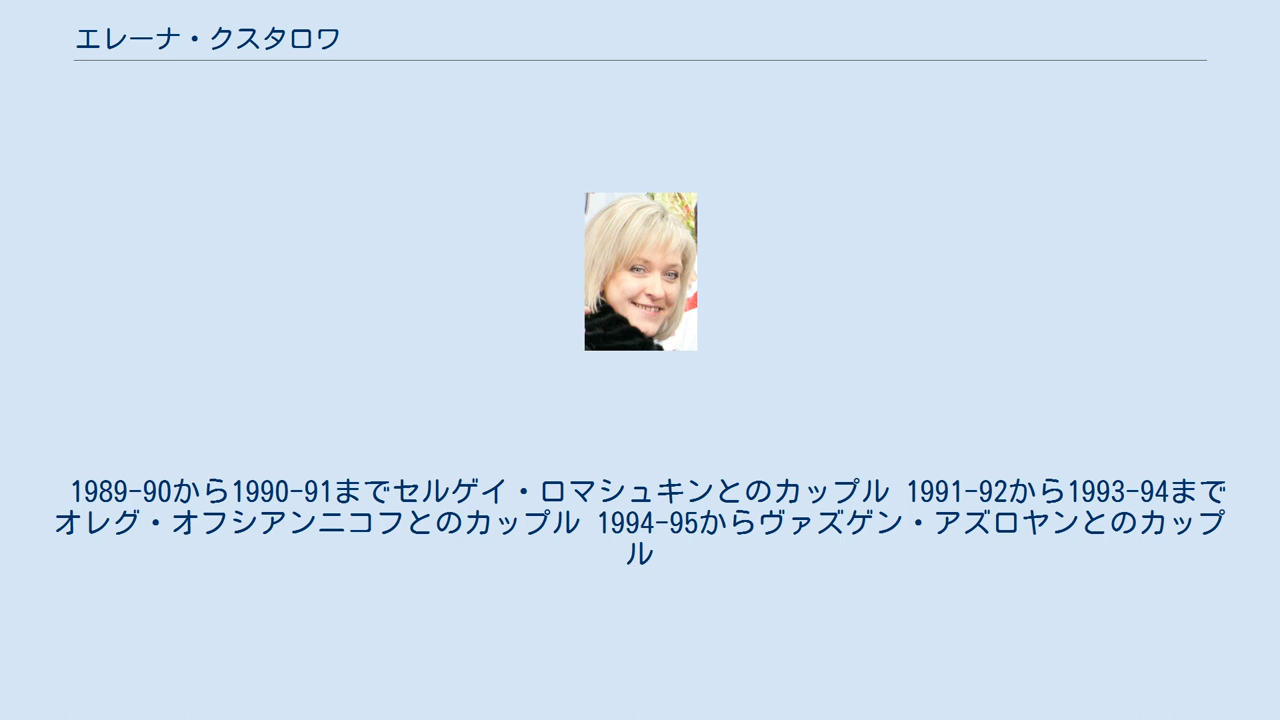 エレーナ・クスタロワ
1989-90から1990-91までセルゲイ・ロマシュキンとのカップル 1991-92から1993-94まで
オレグ・オフシアンニコフとのカップル 1994-95からヴァズゲン・アズロヤンとのカップ
ル